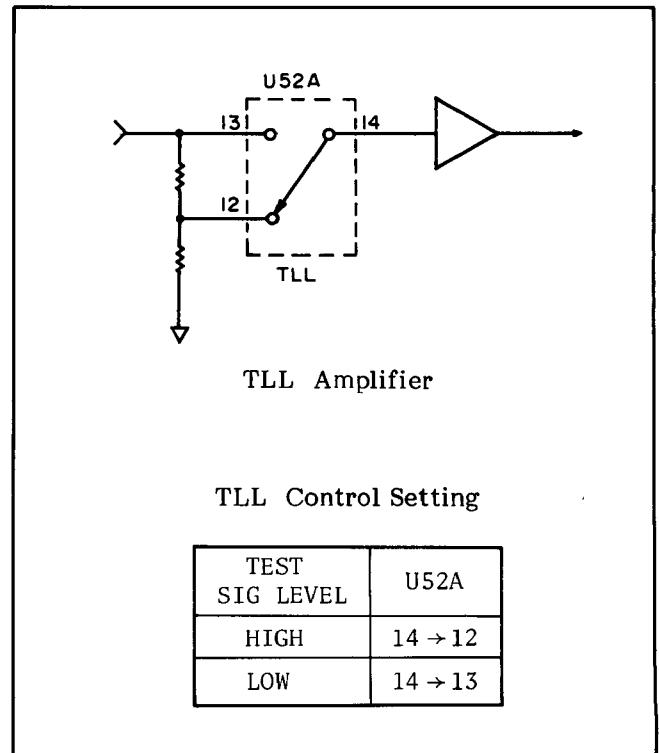 U52A
13
14
12
TLL
TLL Amplifier
TLL Control Setting
TEST SIG LEVEL U52A
HIGH 14 → 12
LOW 14 → 13